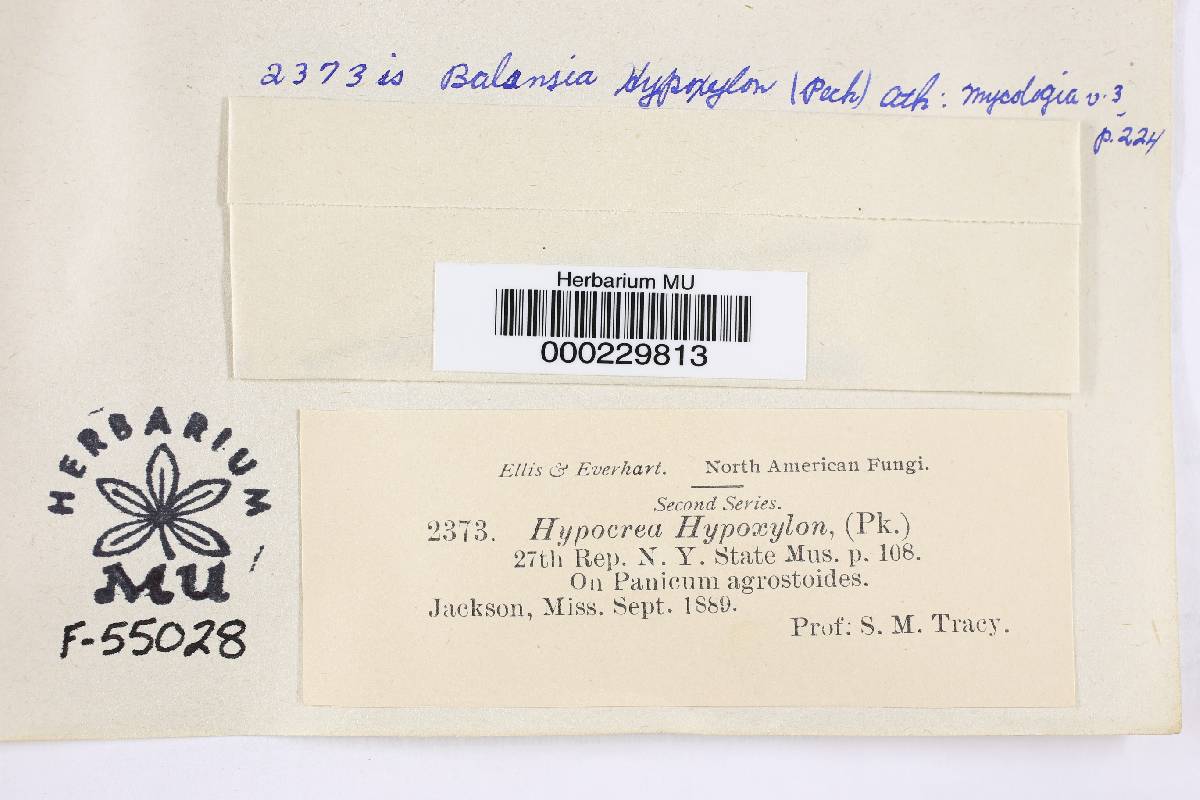 2373 is Balansia Hypoxylon (Peck) Atk: Mycologia v. 3
p. 224
Herbarium MU
000229813
HERBARIUM
MU
F-55028
Ellis & Everhart. North American Fungi.
Second Series.
2373. Hypocrea Hypoxylon, (Pk.)
27th Rep. N. Y. State Mus. p. 108.
On Panicum agrostoides.
Jackson, Miss. Sept. 1889.
Prof: S. M. Tracy.